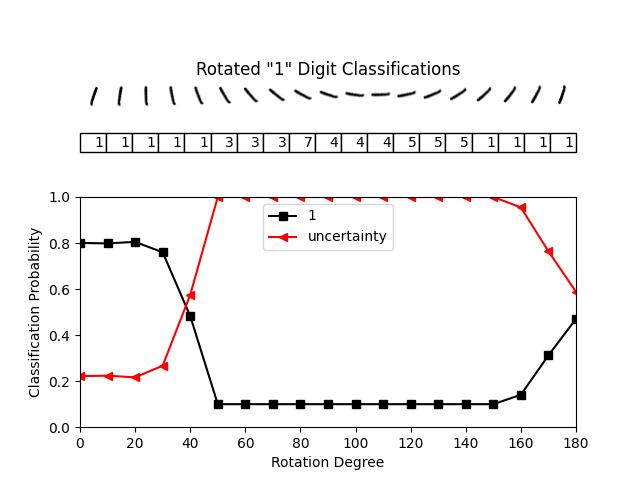 Rotated "1" Digit Classifications
1 1 1 1 1 3 3 3 7 4 4 4 5 5 5 1 1 1 1
1.0
1
uncertainty
0.8
0.6
0.4
0.2
0.0
Classification Probability
0 20 40 60 80 100 120 140 160 180
Rotation Degree